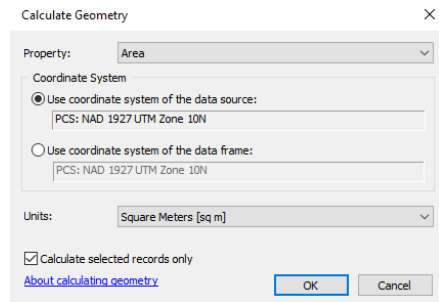 Calculate Geometry
Property: Area
Coordinate System
Use coordinate system of the data source:
PCS: NAD 1927 UTM Zone 10N
Use coordinate system of the data frame:
PCS: NAD 1927 UTM Zone 10N
Units: Square Meters [sq m]
Calculate selected records only
About calculating geometry OK Cancel